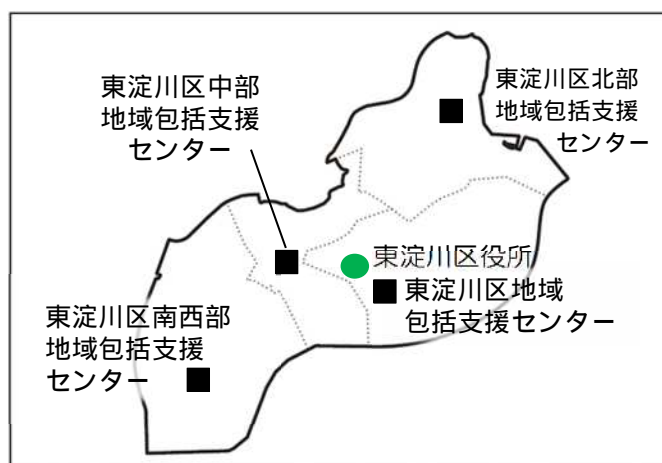 東淀川区中部
地域包括支援
センター
東淀川区北部
地域包括支援
センター
東淀川区役所
東淀川区地域
包括支援センター
東淀川区南西部
地域包括支援
センター